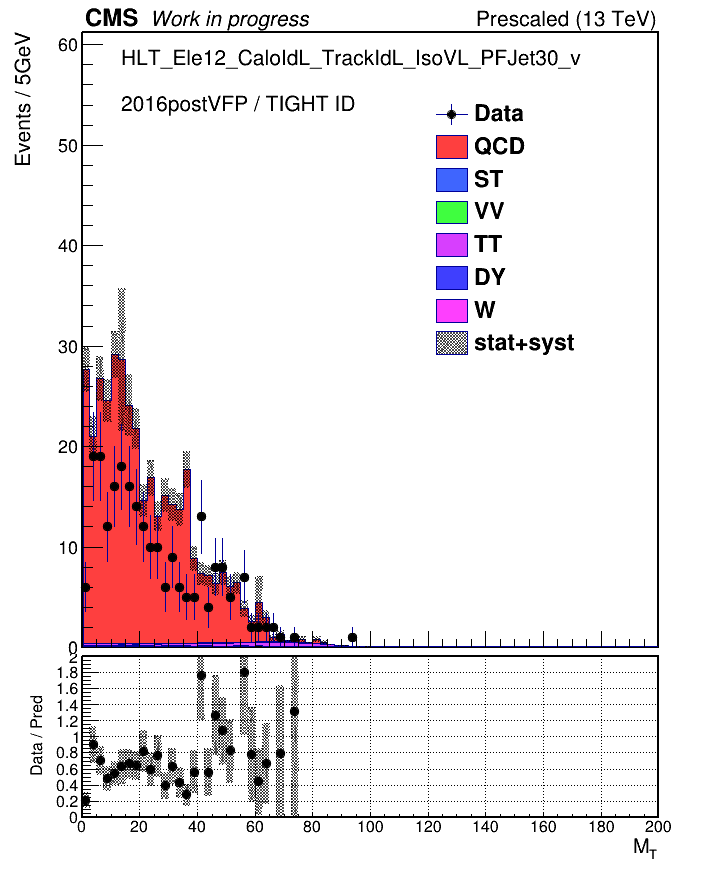 CMS Work in progress Prescaled (13 TeV)
Events / 5GeV
HLT_Ele12_CaloIdL_TrackIdL_IsoVL_PFJet30_v
2016postVFP / TIGHT ID
Data
QCD
ST
VV
TT
DY
W
stat+syst
60
50
40
30
20
10
0
Data / Pred
2
1.8
1.6
1.4
1.2
1
0.8
0.6
0.4
0.2
0
0 20 40 60 80 100 120 140 160 180 200
M_T